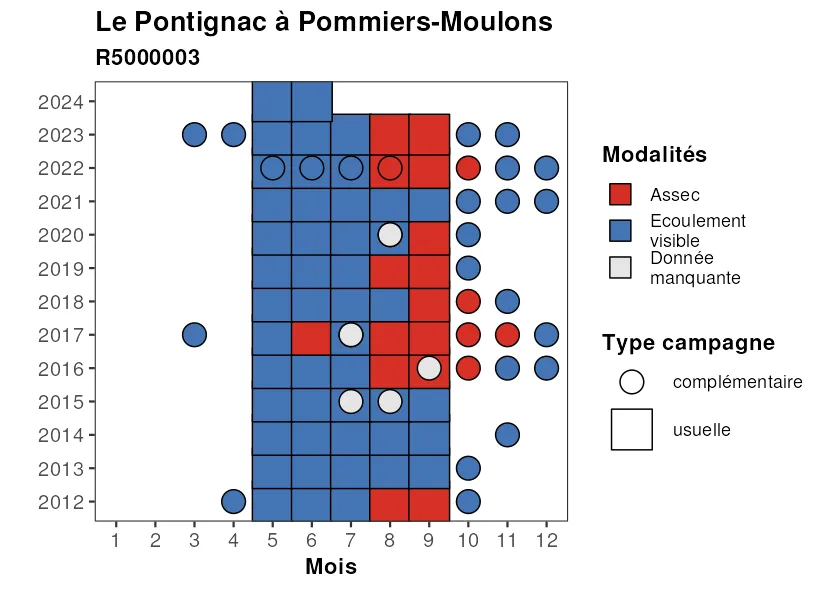 Le Pontignac à Pommiers-Moulons
R5000003
2024
2023
2022
2021
2020
2019
2018
2017
2016
2015
2014
2013
2012
1 2 3 4 5 6 7 8 9 10 11 12
Mois
Modalités
Assec
Ecoulement
visible
Donnée
manquante
Type campagne
complémentaire
usuelle